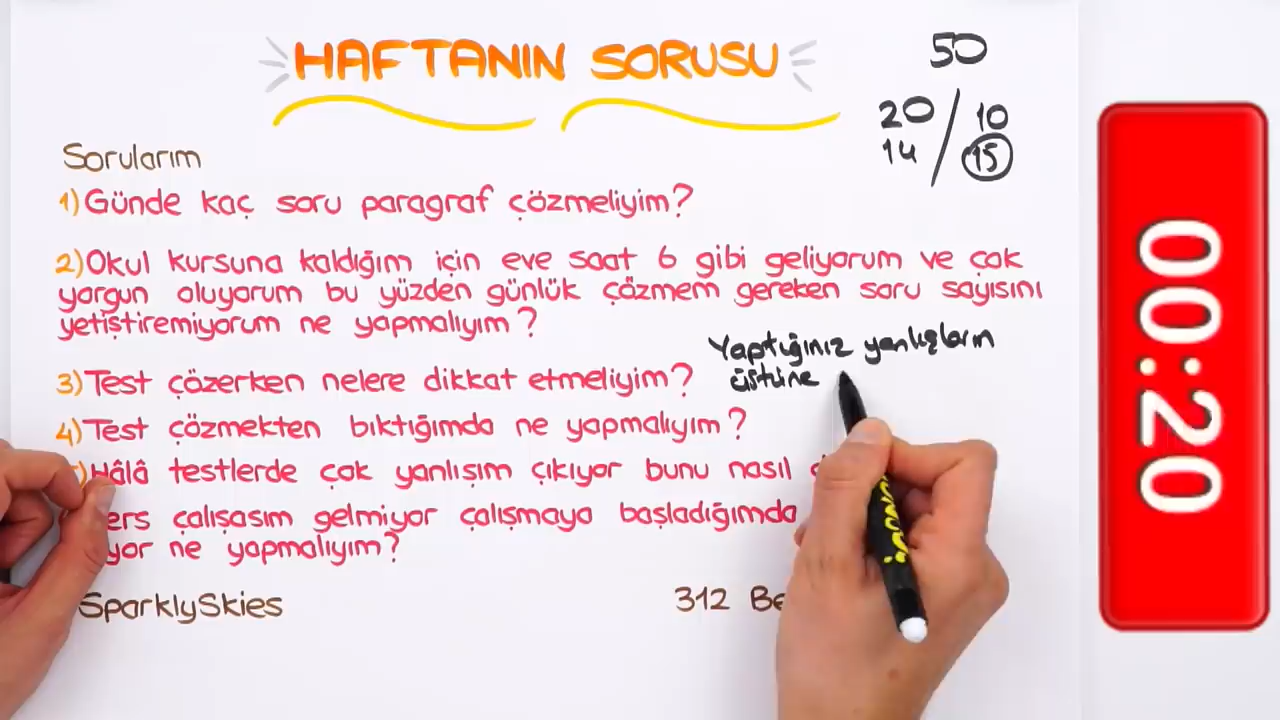 HAFTANIN SORUSU
50
20 / 10
14 / 15
Sorularım
1) Günde kaç soru paragraf çözmeliyim?
2) Okul kursuna kaldığım için eve saat 6 gibi geliyorum ve çok
yorgun oluyorum bu yüzden günlük çözmem gereken soru sayısını
yetiştiremiyorum ne yapmalıyım?
Yaptığınız yanlışların
üstüne
3) Test çözerken nelere dikkat etmeliyim?
4) Test çözmekten bıktığımda ne yapmalıyım?
) Hâlâ testlerde çok yanlışım çıkıyor bunu nasıl
ers çalışasım gelmiyor çalışmaya başladığımda
yor ne yapmalıyım?
SparklySkies
312 Be
00:20